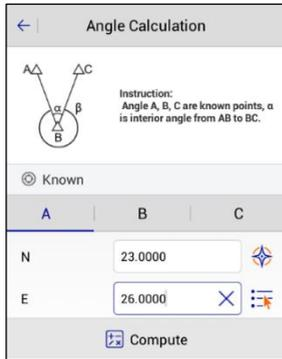 Angle Calculation
A C
α β
B
Instruction:
Angle A, B, C are known points, α
is interior angle from AB to BC.
Known
A B C
N 23.0000
E 26.0000
Compute